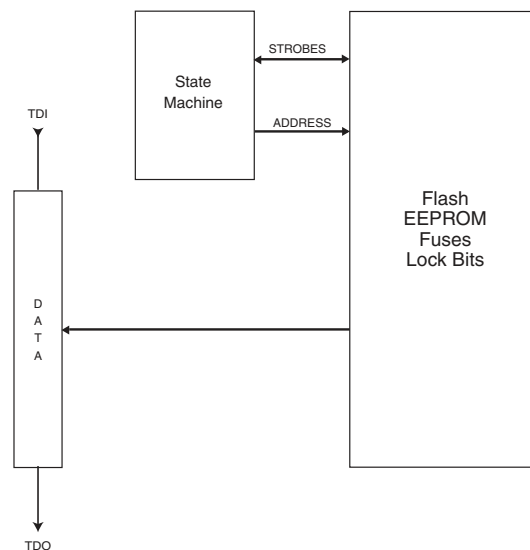 STROBES
State
Machine
ADDRESS
TDI
Flash
EEPROM
Fuses
Lock Bits
D
A
T
A
TDO